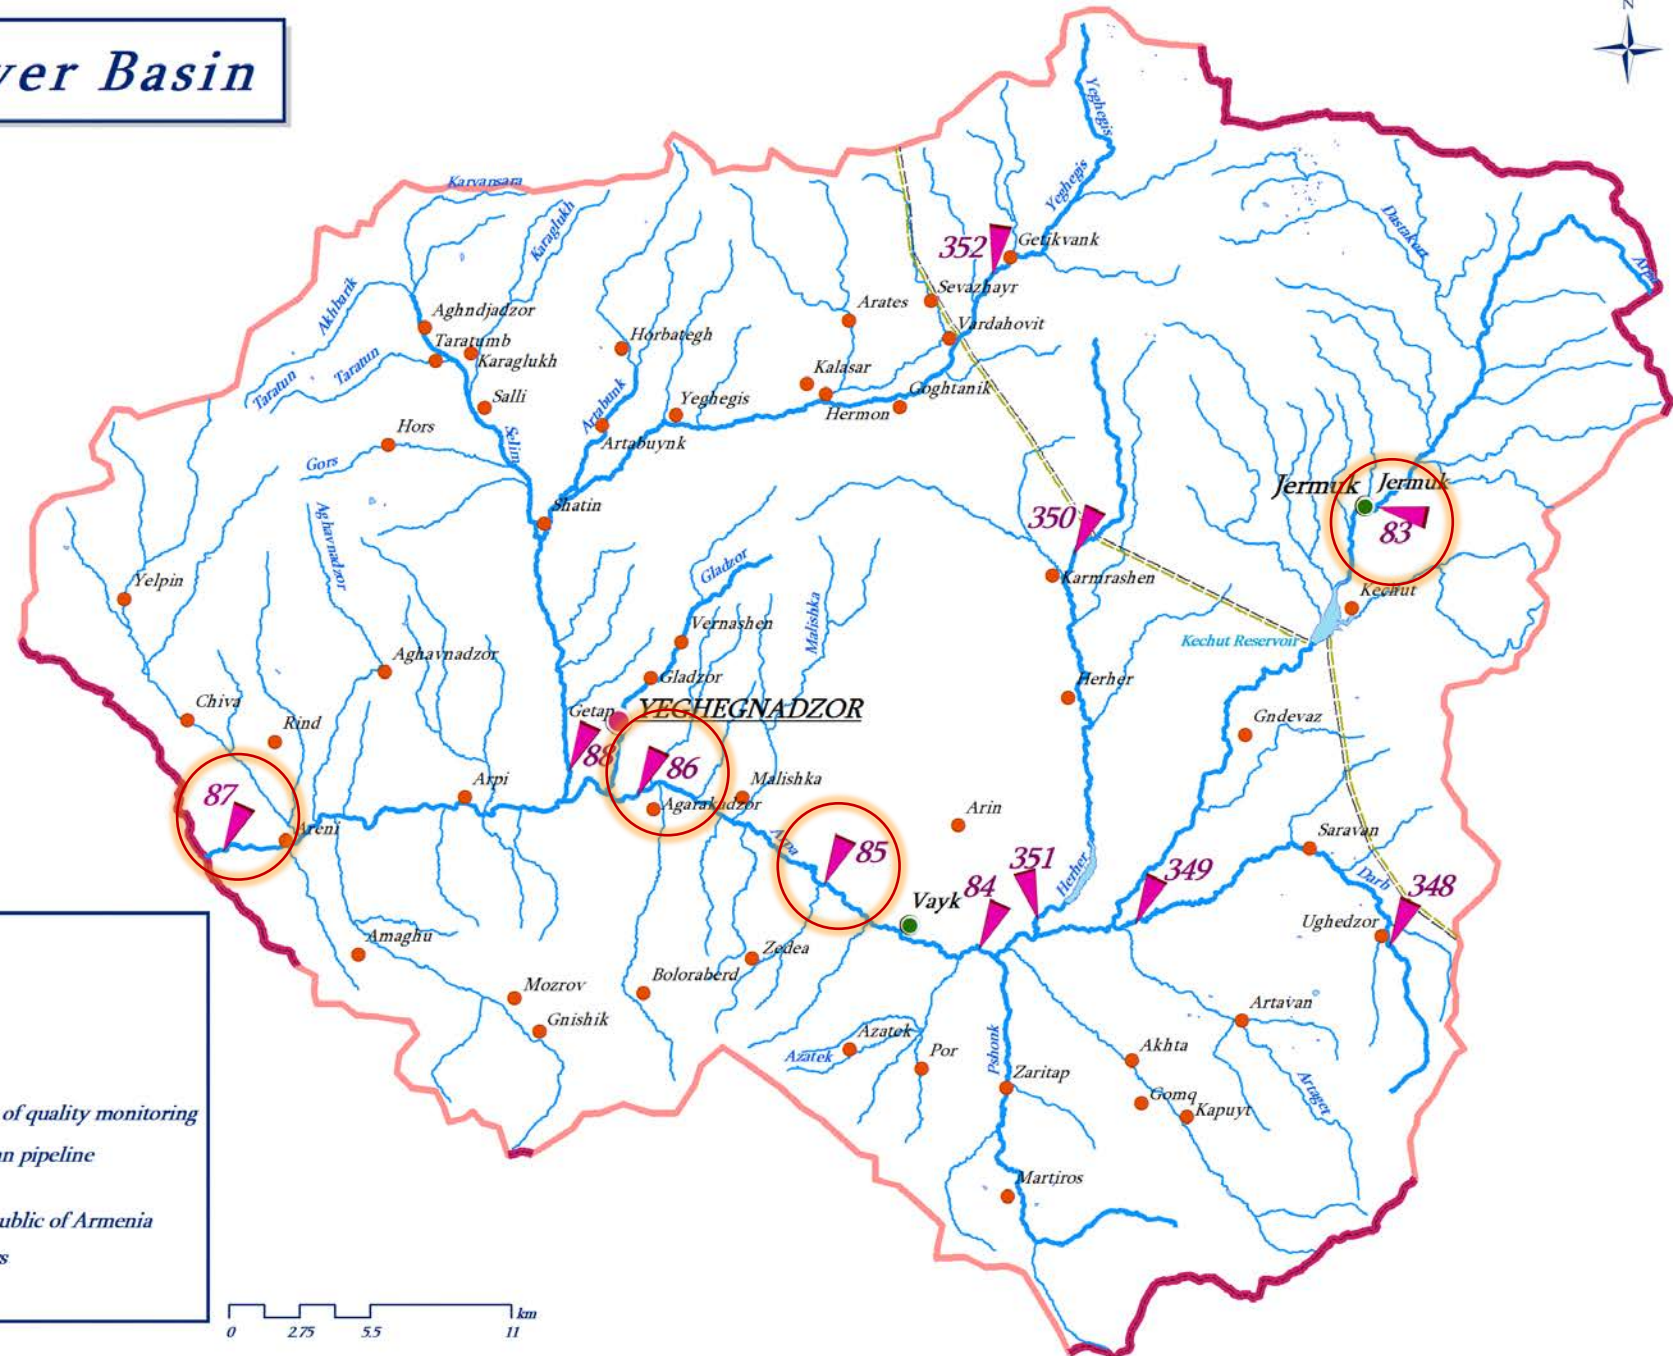 ver Basin
N
Yeghegis
Karvansara
Karaglukh
Yeghegis
Dastakert
352
Getikvank
Arpa
Akhbarik
Sevazhayr
Arates
Aghndjadzor
Vardahovit
Taratumb
Horbategh
Karaglukh
Taratun
Taratun
Kalasar
Salli
Artabunk
Yeghegis
Goghtanik
Hermon
Hors
Selim
Artabuynk
Gors
Jermuk
Jermuk
Shatin
Aghavnadzor
350
83
Gladzor
Yelpin
Karmrashen
Kechut
Malishka
Vernashen
Kechut Reservoir
Aghavnadzor
Gladzor
Herher
Chiva
Getap
YEGHEGNADZOR
Rind
Gndevaz
88
86
Arpi
Malishka
87
Agarakadzor
Arin
Areni
Arpa
85
Saravan
351
Herher
349
Darb
348
84
Vayk
Ughedzor
Amaghu
Zedea
Mozrov
Boloraberd
Artavan
Gnishik
Azatek
Azatek
Por
Pshonk
Akhta
Zaritap
Artaget
Gomq
Kapuyt
of quality monitoring
an pipeline
Martiros
ublic of Armenia
rs
km
0 2.75 5.5 11